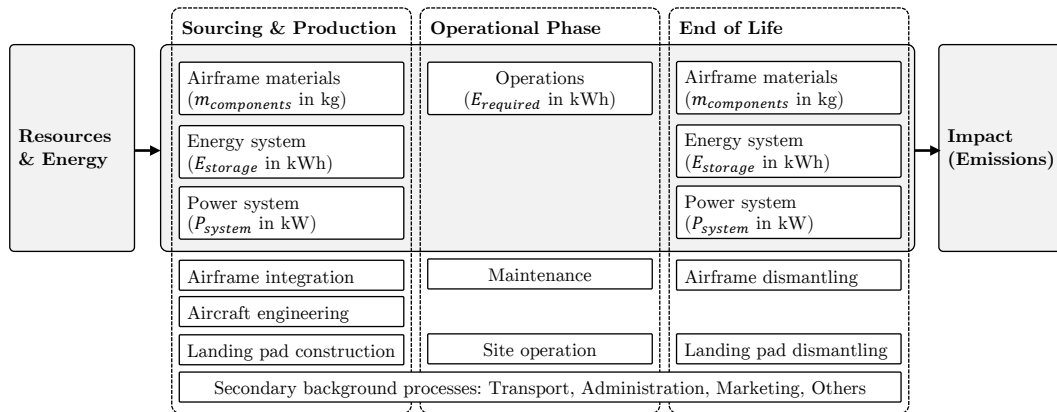 Sourcing & Production
Operational Phase
End of Life
Resources
& Energy
Airframe materials
(m_components in kg)
Energy system
(E_storage in kWh)
Power system
(P_system in kW)
Airframe integration
Aircraft engineering
Landing pad construction
Operations
(E_required in kWh)
Maintenance
Site operation
Airframe materials
(m_components in kg)
Energy system
(E_storage in kWh)
Power system
(P_system in kW)
Airframe dismantling
Landing pad dismantling
Impact
(Emissions)
Secondary background processes: Transport, Administration, Marketing, Others